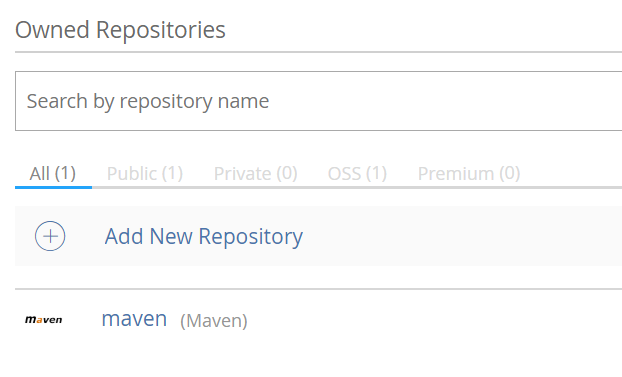 Owned Repositories
Search by repository name
All (1) Public (1) Private (0) OSS (1) Premium (0)
Add New Repository
maven maven (Maven)